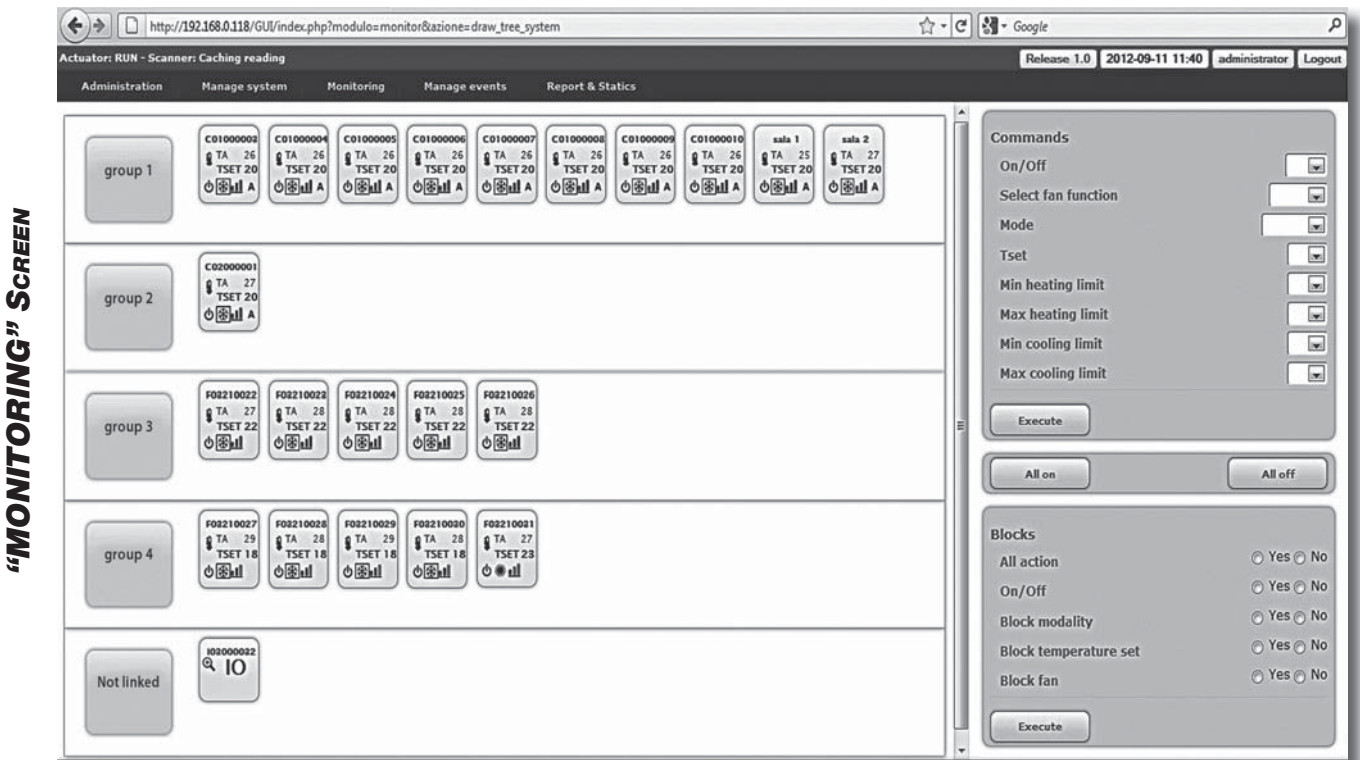 “MONITORING” SCREEN
http://192.168.0.118/GUI/index.php?modulo=monitor&azione=draw_tree_system
Google
Actuator: RUN - Scanner: Caching reading
Release 1.0 2012-09-11 11:40 administrator Logout
Administration Manage system Monitoring Manage events Report & Statics
group 1
C01000003 C01000004 C01000005 C01000006 C01000007 C01000008 C01000009 C01000010 sala 1 sala 2
TA 26 TA 26 TA 26 TA 26 TA 26 TA 26 TA 26 TA 26 TA 25 TA 27
TSET 20 TSET 20 TSET 20 TSET 20 TSET 20 TSET 20 TSET 20 TSET 20 TSET 20 TSET 20
A A A A A A A A A A
group 2
C02000001
TA 27
TSET 20
A
group 3
F03210022 F03210023 F03210024 F03210025 F03210026
TA 27 TA 28 TA 28 TA 28 TA 28
TSET 22 TSET 22 TSET 22 TSET 22 TSET 22
group 4
F03210027 F03210028 F03210029 F03210030 F03210031
TA 29 TA 28 TA 29 TA 28 TA 27
TSET 18 TSET 18 TSET 18 TSET 18 TSET 23
Not linked
IO
Commands
On/Off
Select fan function
Mode
Tset
Min heating limit
Max heating limit
Min cooling limit
Max cooling limit
Execute
All on All off
Blocks
All action Yes No
On/Off Yes No
Block modality Yes No
Block temperature set Yes No
Block fan Yes No
Execute